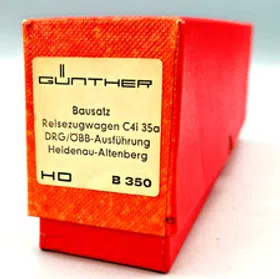 GÜNTHER
Bausatz
Reisezugwagen C4i 35a
DRG/ÖBB-Ausführung
Heidenau-Altenberg
HO B 350